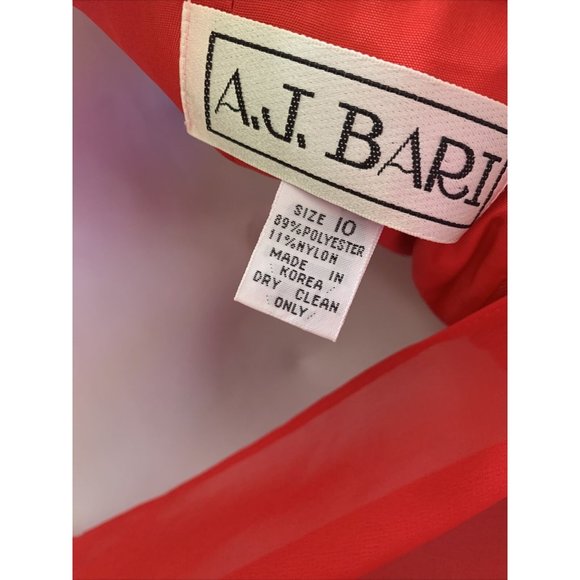 A.J. BARI
SIZE 10
89%POLYESTER
11%NYLON
MADE IN
KOREA
DRY CLEAN
ONLY